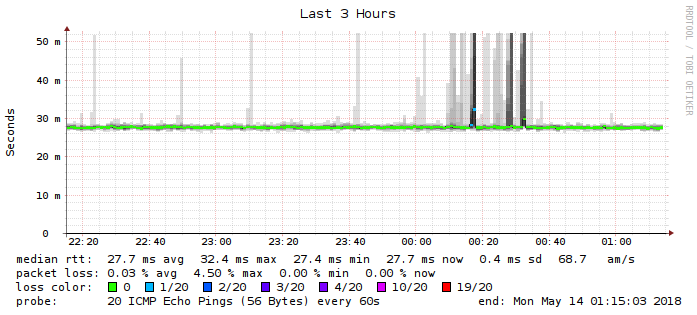 Last 3 Hours
RRDTOOL / TOBI OETIKER
Seconds
50 m
40 m
30 m
20 m
10 m
0
22:20 22:40 23:00 23:20 23:40 00:00 00:20 00:40 01:00
median rtt: 27.7 ms avg 32.4 ms max 27.4 ms min 27.7 ms now 0.4 ms sd 68.7 am/s
packet loss: 0.03 % avg 4.50 % max 0.00 % min 0.00 % now
loss color: 0 1/20 2/20 3/20 4/20 10/20 19/20
probe: 20 ICMP Echo Pings (56 Bytes) every 60s end: Mon May 14 01:15:03 2018